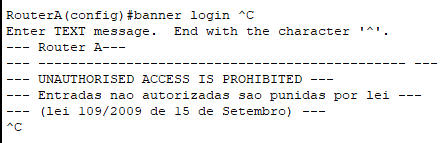 RouterA(config)#banner login ^C
Enter TEXT message.  End with the character '^'.
--- Router A---
--- ----------------------------------------------- ---
--- UNAUTHORISED ACCESS IS PROHIBITED ---
--- Entradas nao autorizadas sao punidas por lei ---
--- (lei 109/2009 de 15 de Setembro) ---
^C